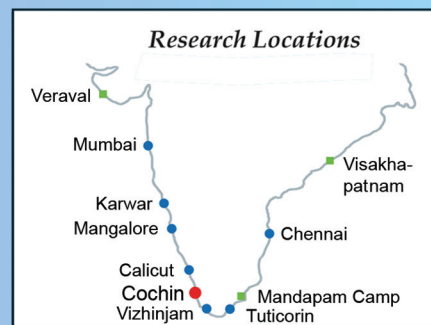 Research Locations
Veraval
Mumbai
Visakha-
patnam
Karwar
Mangalore
Chennai
Calicut
Cochin
Mandapam Camp
Vizhinjam
Tuticorin